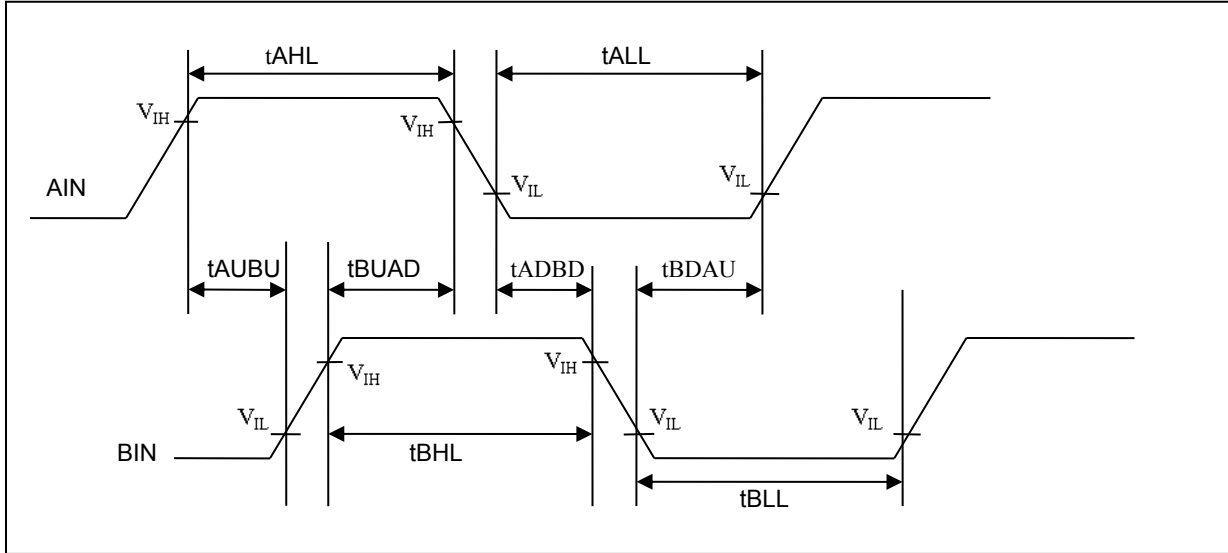 tAHL tALL
VIH VIH
AIN VIL VIL
tAUBU tBUAD tADBD tBDAU
VIH VIH
VIL VIL VIL
BIN tBHL
tBLL